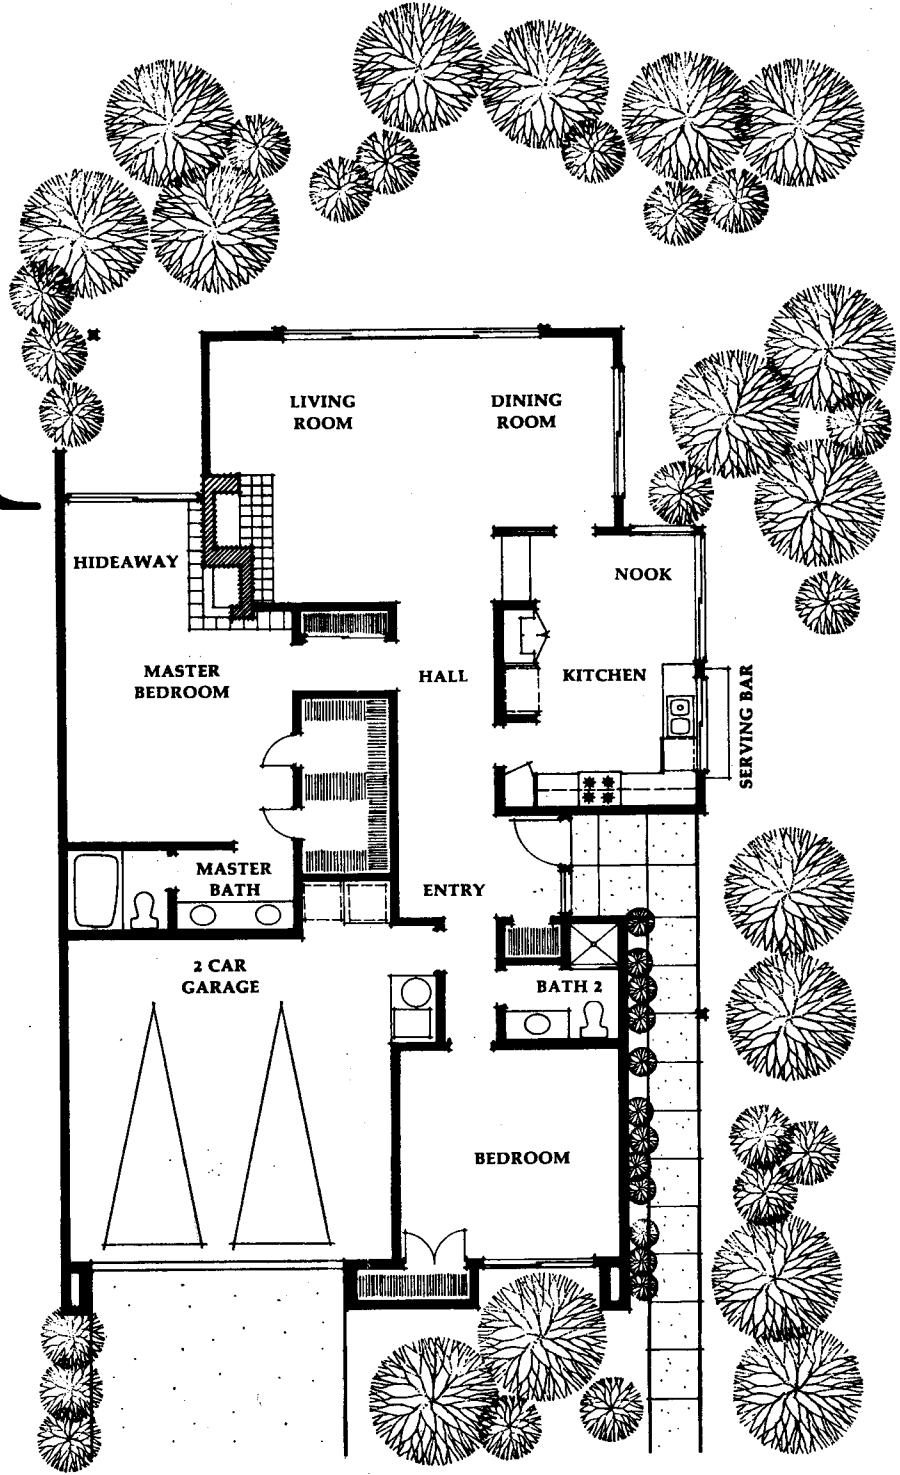 LIVING
ROOM
DINING
ROOM
HIDEAWAY
NOOK
MASTER
BEDROOM
HALL
KITCHEN
SERVING BAR
MASTER
BATH
ENTRY
2 CAR
GARAGE
BATH 2
BEDROOM